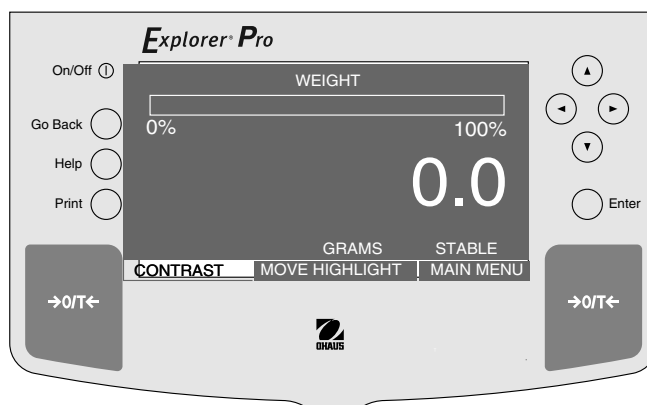 Explorer® Pro
On/Off
WEIGHT
0% 100%
Go Back
Help
Print
0.0
Enter
GRAMS STABLE
CONTRAST MOVE HIGHLIGHT MAIN MENU
→0/T← →0/T←
OHAUS